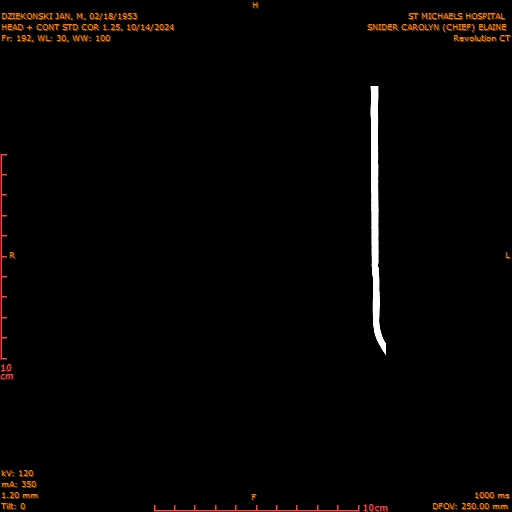 H
DZIEKONSKI JAN, M, 02/18/1953
HEAD + CONT STD COR 1.25, 10/14/2024
Fr: 192, WL: 30, WW: 100
ST MICHAELS HOSPITAL
SNIDER CAROLYN (CHIEF) ELAINE
Revolution CT
R
L
10
cm
kV: 120
mA: 350
1.20 mm
Tilt: 0
F
10cm
1000 ms
DFOV: 250.00 mm